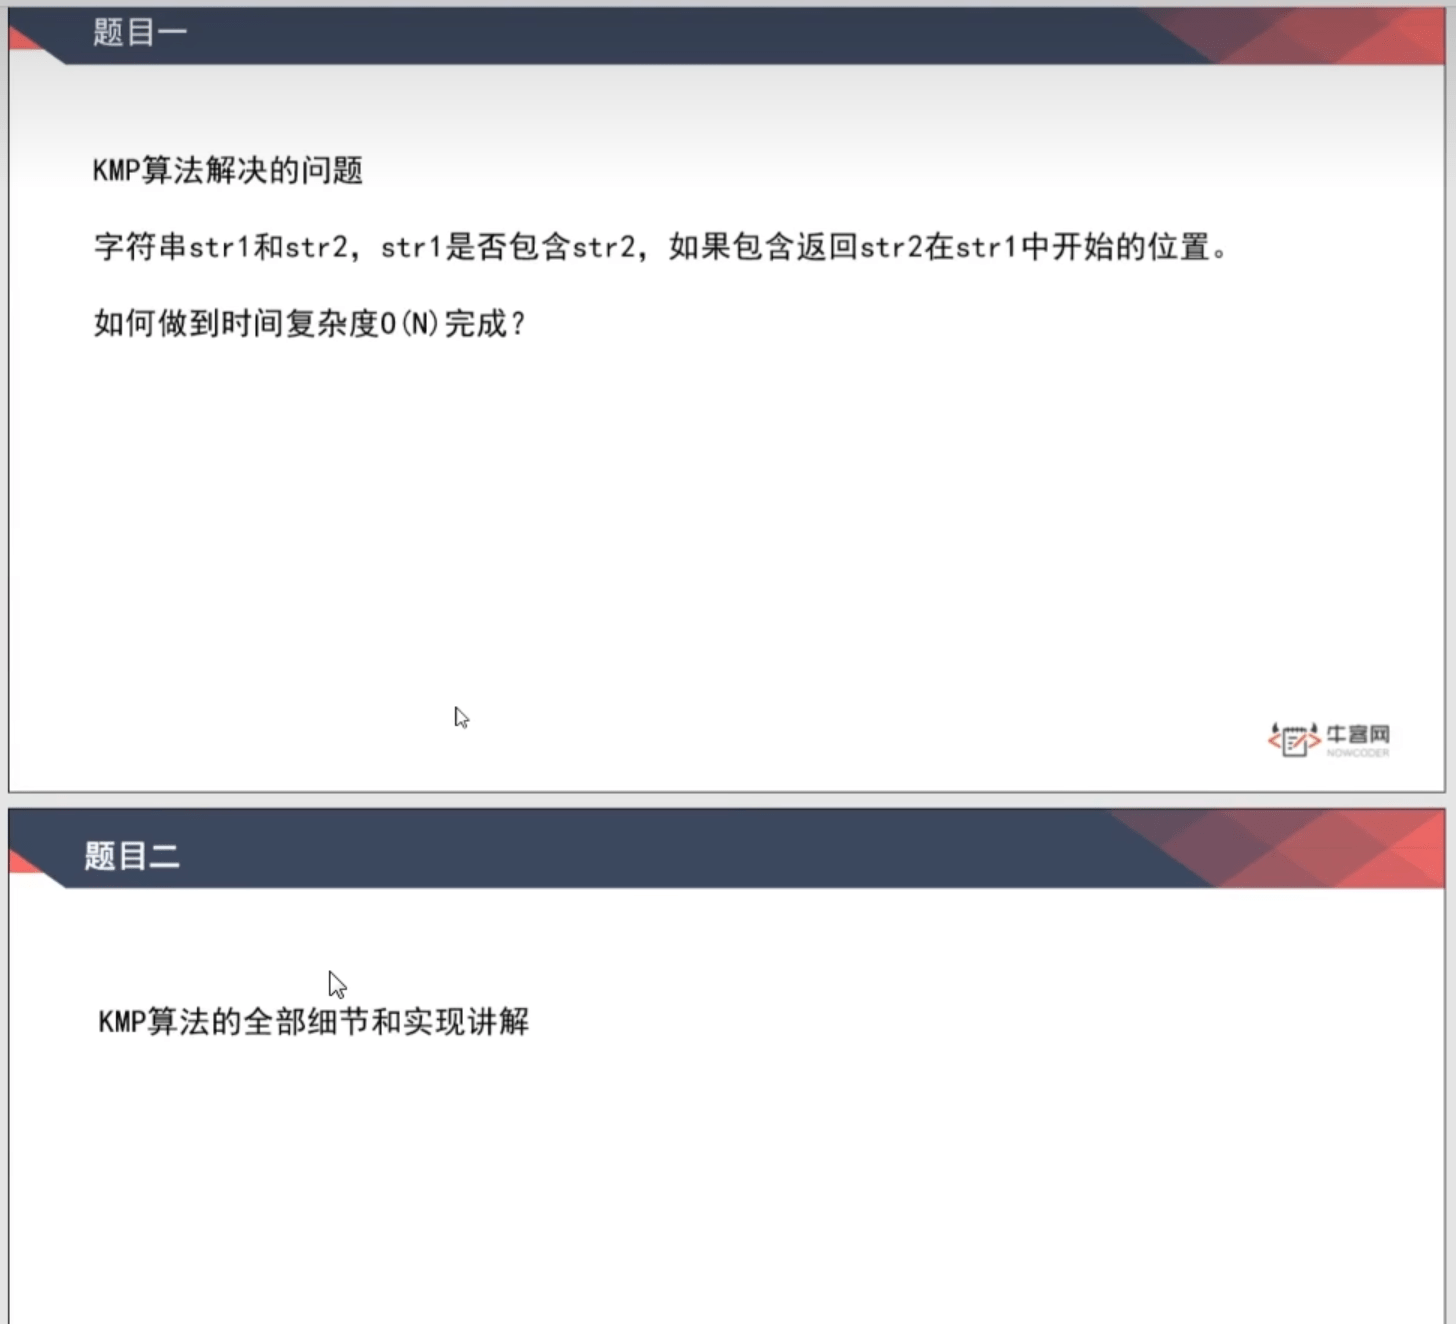 题目一
KMP算法解决的问题
字符串str1和str2，str1是否包含str2，如果包含返回str2在str1中开始的位置。
如何做到时间复杂度O(N)完成？
牛客网
NOWCODER
题目二
KMP算法的全部细节和实现讲解